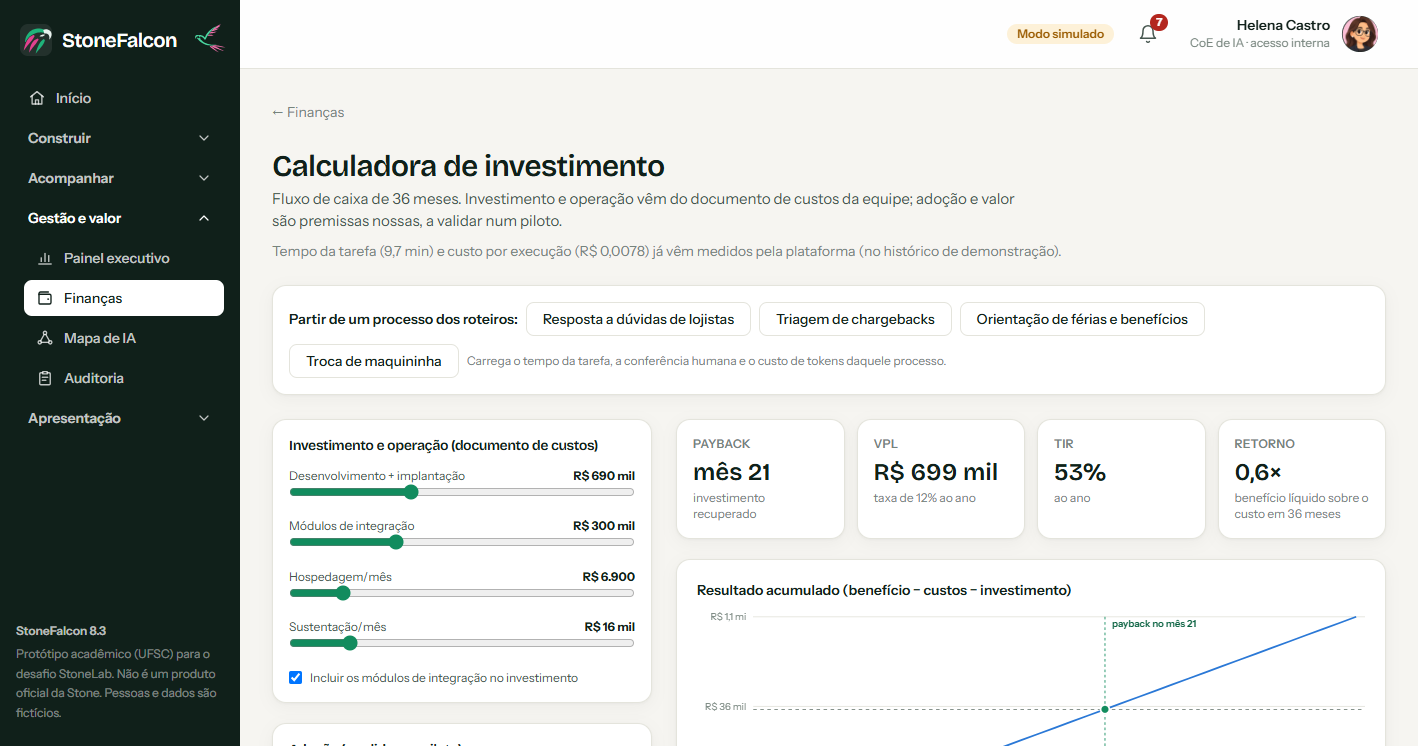 StoneFalcon
Início
Construir
Acompanhar
Gestão e valor
Painel executivo
Finanças
Mapa de IA
Auditoria
Apresentação
StoneFalcon 8.3
Protótipo acadêmico (UFSC) para o
desafio StoneLab. Não é um produto
oficial da Stone. Pessoas e dados são
fictícios.
Modo simulado
7
Helena Castro
CoE de IA · acesso interna
← Finanças
Calculadora de investimento
Fluxo de caixa de 36 meses. Investimento e operação vêm do documento de custos da equipe; adoção e valor
são premissas nossas, a validar num piloto.
Tempo da tarefa (9,7 min) e custo por execução (R$ 0,0078) já vêm medidos pela plataforma (no histórico de demonstração).
Partir de um processo dos roteiros: Resposta a dúvidas de lojistas Triagem de chargebacks Orientação de férias e benefícios
Troca de maquininha Carrega o tempo da tarefa, a conferência humana e o custo de tokens daquele processo.
Investimento e operação (documento de custos)
Desenvolvimento + implantação R$ 690 mil
Módulos de integração R$ 300 mil
Hospedagem/mês R$ 6.900
Sustentação/mês R$ 16 mil
Incluir os módulos de integração no investimento
PAYBACK
mês 21
investimento
recuperado
VPL
R$ 699 mil
taxa de 12% ao ano
TIR
53%
ao ano
RETORNO
0,6×
benefício líquido sobre o
custo em 36 meses
Resultado acumulado (benefício − custos − investimento)
R$ 1,1 mi
payback no mês 21
R$ 36 mil